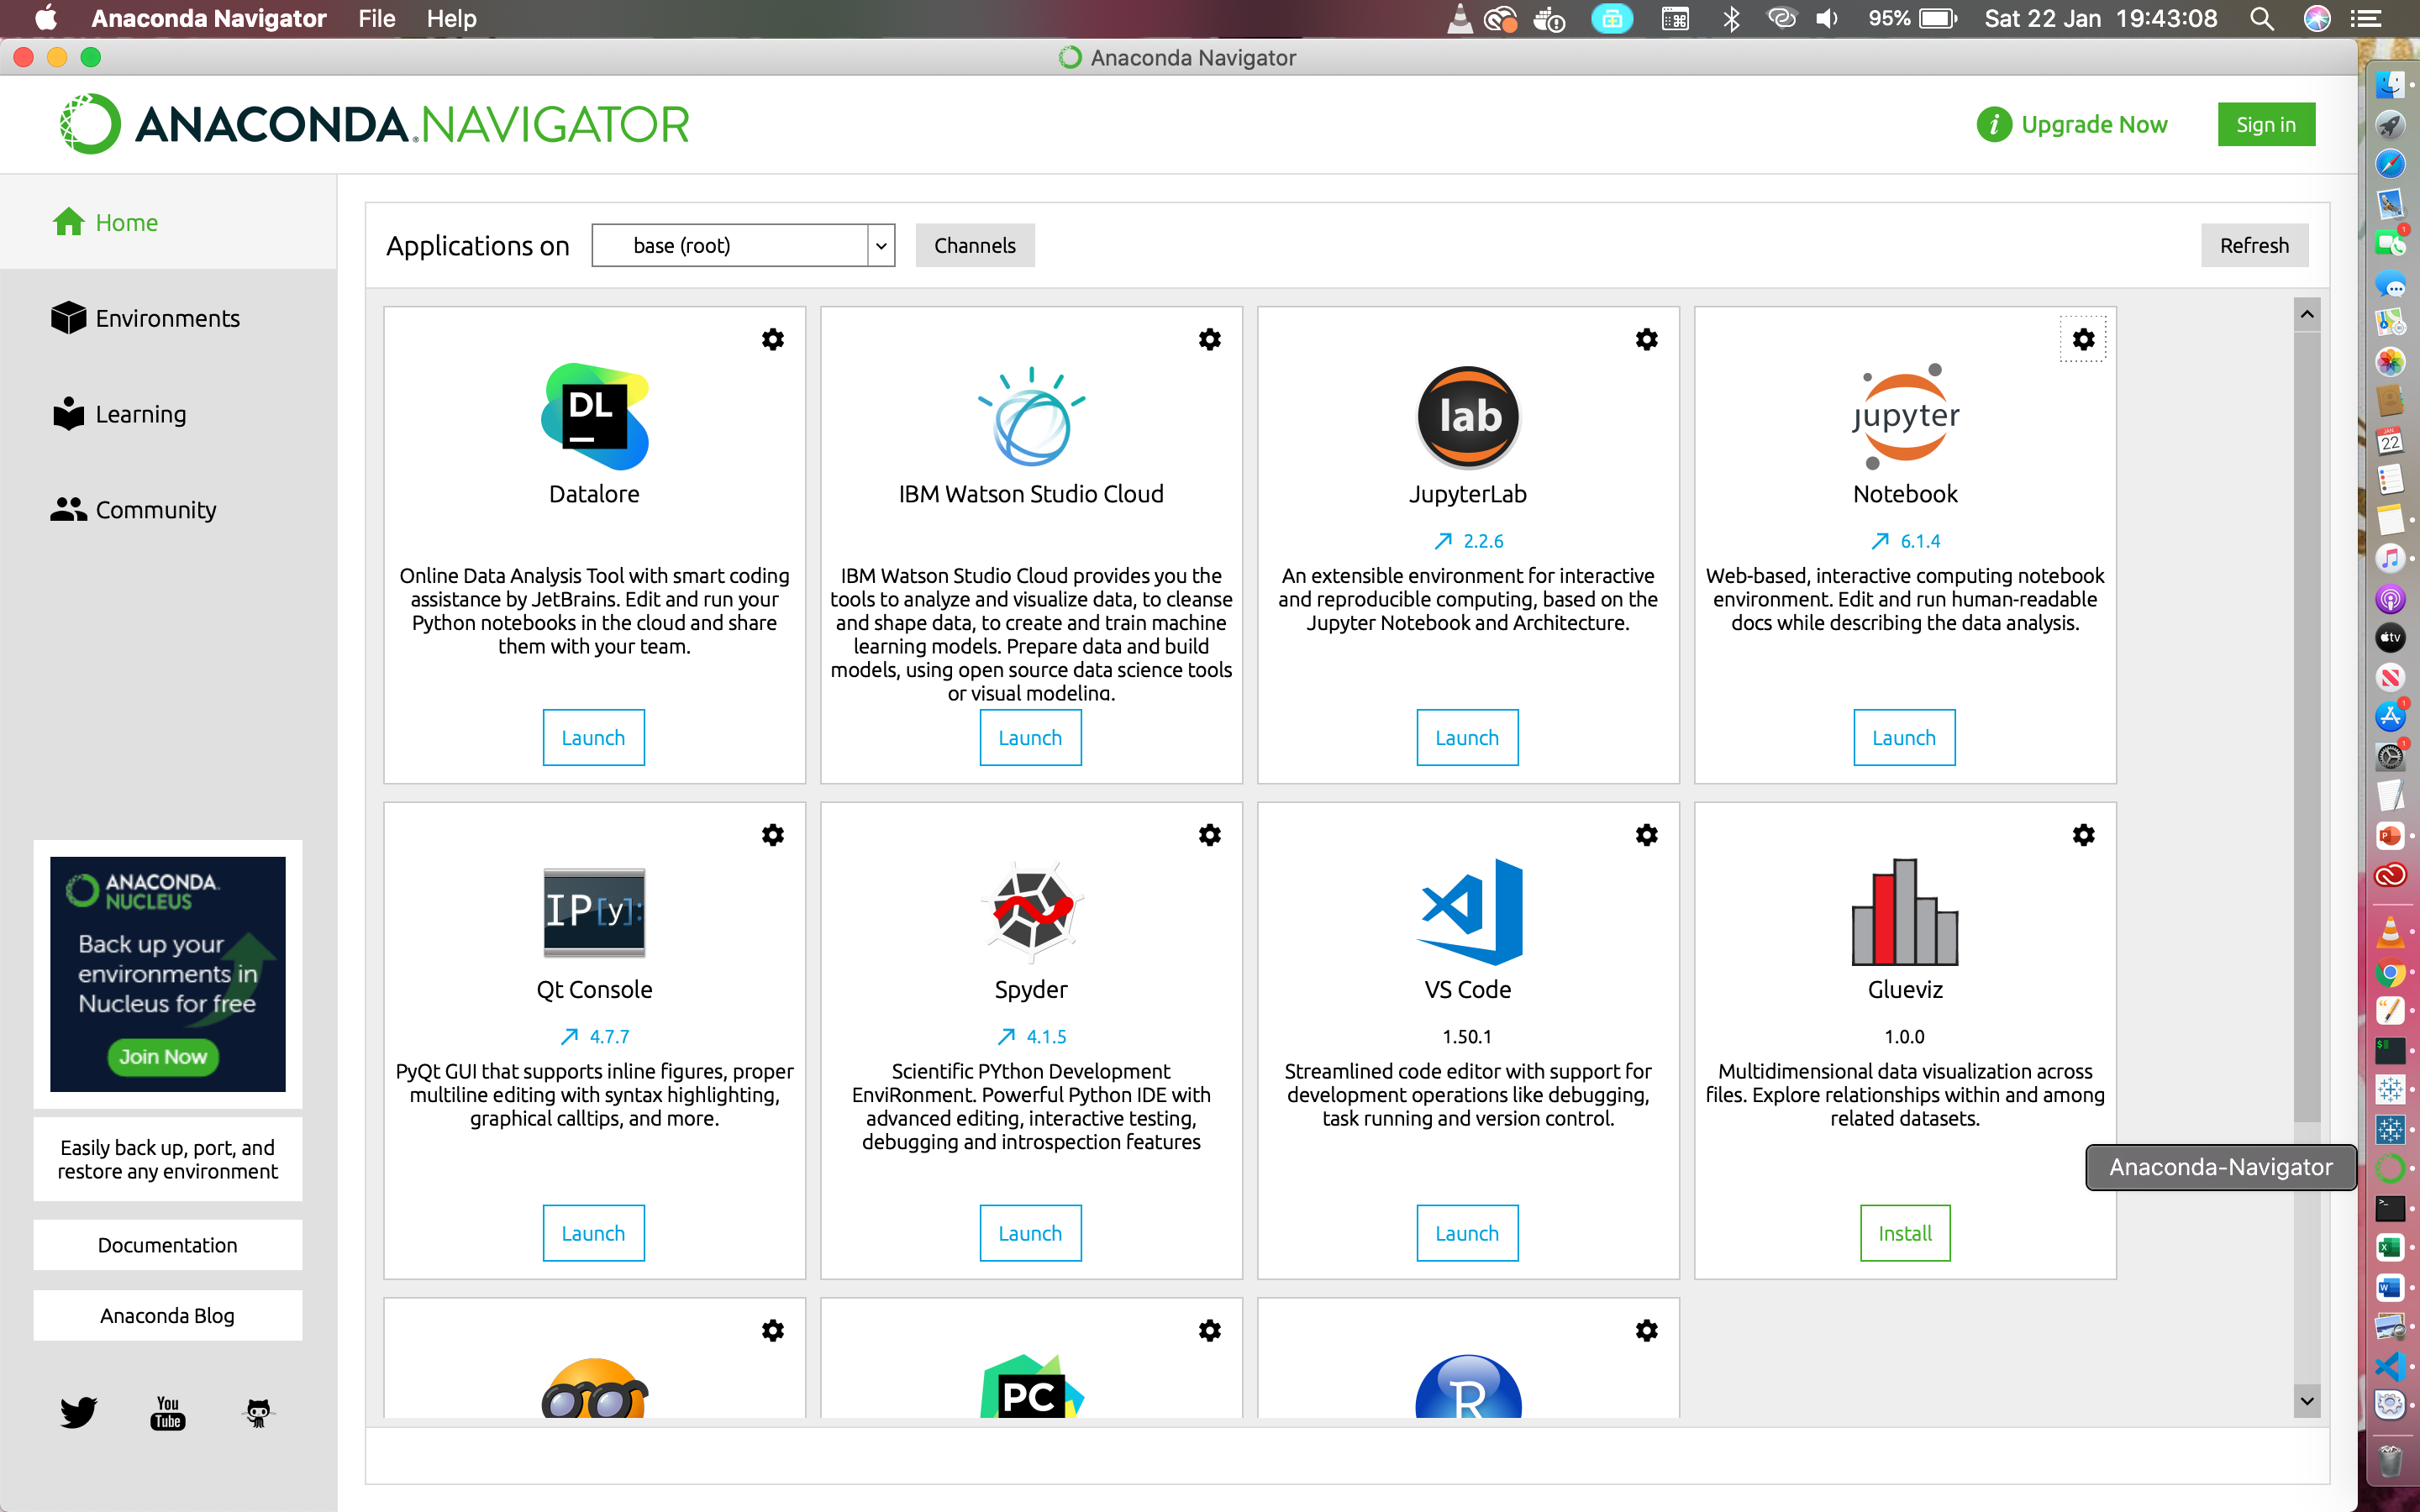 Anaconda Navigator File Help 95% Sat 22 Jan 19:43:08
Anaconda Navigator
ANACONDA.NAVIGATOR
Upgrade Now
Sign in
Home
Environments
Learning
Community
Applications on base (root) Channels Refresh
DL
Datalore
Online Data Analysis Tool with smart coding
assistance by JetBrains. Edit and run your
Python notebooks in the cloud and share
them with your team.
Launch
IBM Watson Studio Cloud
IBM Watson Studio Cloud provides you the
tools to analyze and visualize data, to cleanse
and shape data, to create and train machine
learning models. Prepare data and build
models, using open source data science tools
or visual modeling.
Launch
lab
JupyterLab
2.2.6
An extensible environment for interactive
and reproducible computing, based on the
Jupyter Notebook and Architecture.
Launch
jupyter
Notebook
6.1.4
Web-based, interactive computing notebook
environment. Edit and run human-readable
docs while describing the data analysis.
Launch
IP[y]:
Qt Console
4.7.7
PyQt GUI that supports inline figures, proper
multiline editing with syntax highlighting,
graphical calltips, and more.
Launch
Spyder
4.1.5
Scientific PYthon Development
EnviRonment. Powerful Python IDE with
advanced editing, interactive testing,
debugging and introspection features
Launch
VS Code
1.50.1
Streamlined code editor with support for
development operations like debugging,
task running and version control.
Launch
Glueviz
1.0.0
Multidimensional data visualization across
files. Explore relationships within and among
related datasets.
Install
Anaconda-Navigator
PC
R
ANACONDA.
NUCLEUS
Back up your
environments in
Nucleus for free
Join Now
Easily back up, port, and
restore any environment
Documentation
Anaconda Blog
You
Tube
JAN
22
tv